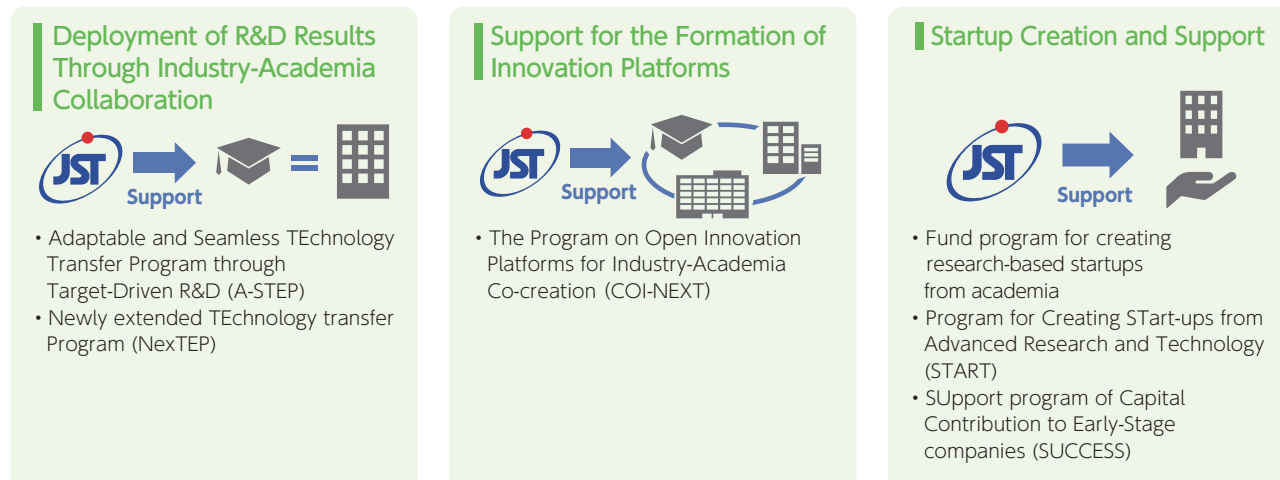 Deployment of R&D Results
Through Industry-Academia
Collaboration
JST
Support
• Adaptable and Seamless TEchnology
Transfer Program through
Target-Driven R&D (A-STEP)
• Newly extended TEchnology transfer
Program (NexTEP)
Support for the Formation of
Innovation Platforms
JST
Support
• The Program on Open Innovation
Platforms for Industry-Academia
Co-creation (COI-NEXT)
Startup Creation and Support
JST
Support
• Fund program for creating
research-based startups
from academia
• Program for Creating STart-ups from
Advanced Research and Technology
(START)
• SUpport program of Capital
Contribution to Early-Stage
companies (SUCCESS)